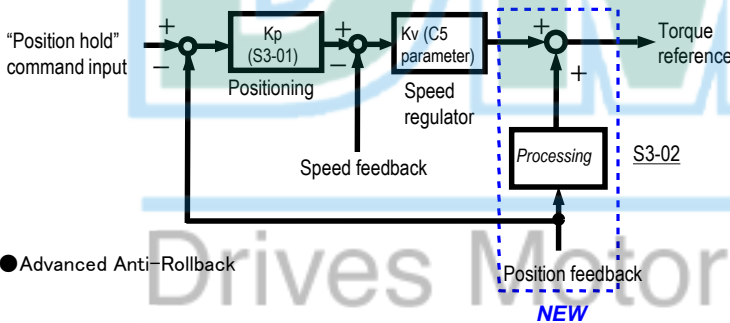 “Position hold”
command input
+
−
Kp
(S3-01)
Positioning
+
−
Kv (C5
parameter)
Speed
regulator
+
+
Torque
reference
Speed feedback
Processing
S3-02
●Advanced Anti-Rollback
Position feedback
NEW
Drives Motor